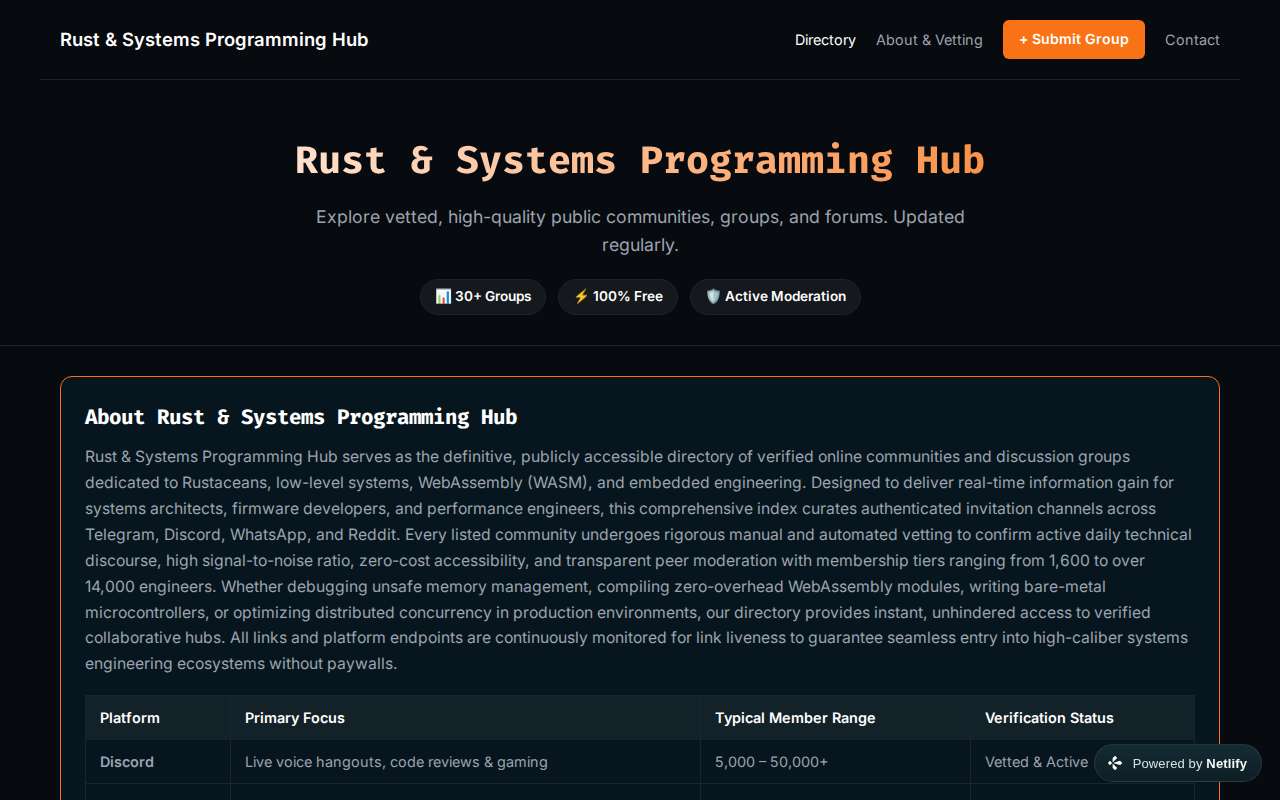 Rust & Systems Programming Hub
Directory
About & Vetting
+ Submit Group
Contact
Rust & Systems Programming Hub
Explore vetted, high-quality public communities, groups, and forums. Updated
regularly.
📊 30+ Groups
⚡ 100% Free
🛡️ Active Moderation
About Rust & Systems Programming Hub
Rust & Systems Programming Hub serves as the definitive, publicly accessible directory of verified online communities and discussion groups
dedicated to Rustaceans, low-level systems, WebAssembly (WASM), and embedded engineering. Designed to deliver real-time information gain for
systems architects, firmware developers, and performance engineers, this comprehensive index curates authenticated invitation channels across
Telegram, Discord, WhatsApp, and Reddit. Every listed community undergoes rigorous manual and automated vetting to confirm active daily technical
discourse, high signal-to-noise ratio, zero-cost accessibility, and transparent peer moderation with membership tiers ranging from 1,600 to over
14,000 engineers. Whether debugging unsafe memory management, compiling zero-overhead WebAssembly modules, writing bare-metal
microcontrollers, or optimizing distributed concurrency in production environments, our directory provides instant, unhindered access to verified
collaborative hubs. All links and platform endpoints are continuously monitored for link liveness to guarantee seamless entry into high-caliber systems
engineering ecosystems without paywalls.
Platform
Primary Focus
Typical Member Range
Verification Status
Discord
Live voice hangouts, code reviews & gaming
5,000 – 50,000+
Vetted & Active
Powered by Netlify